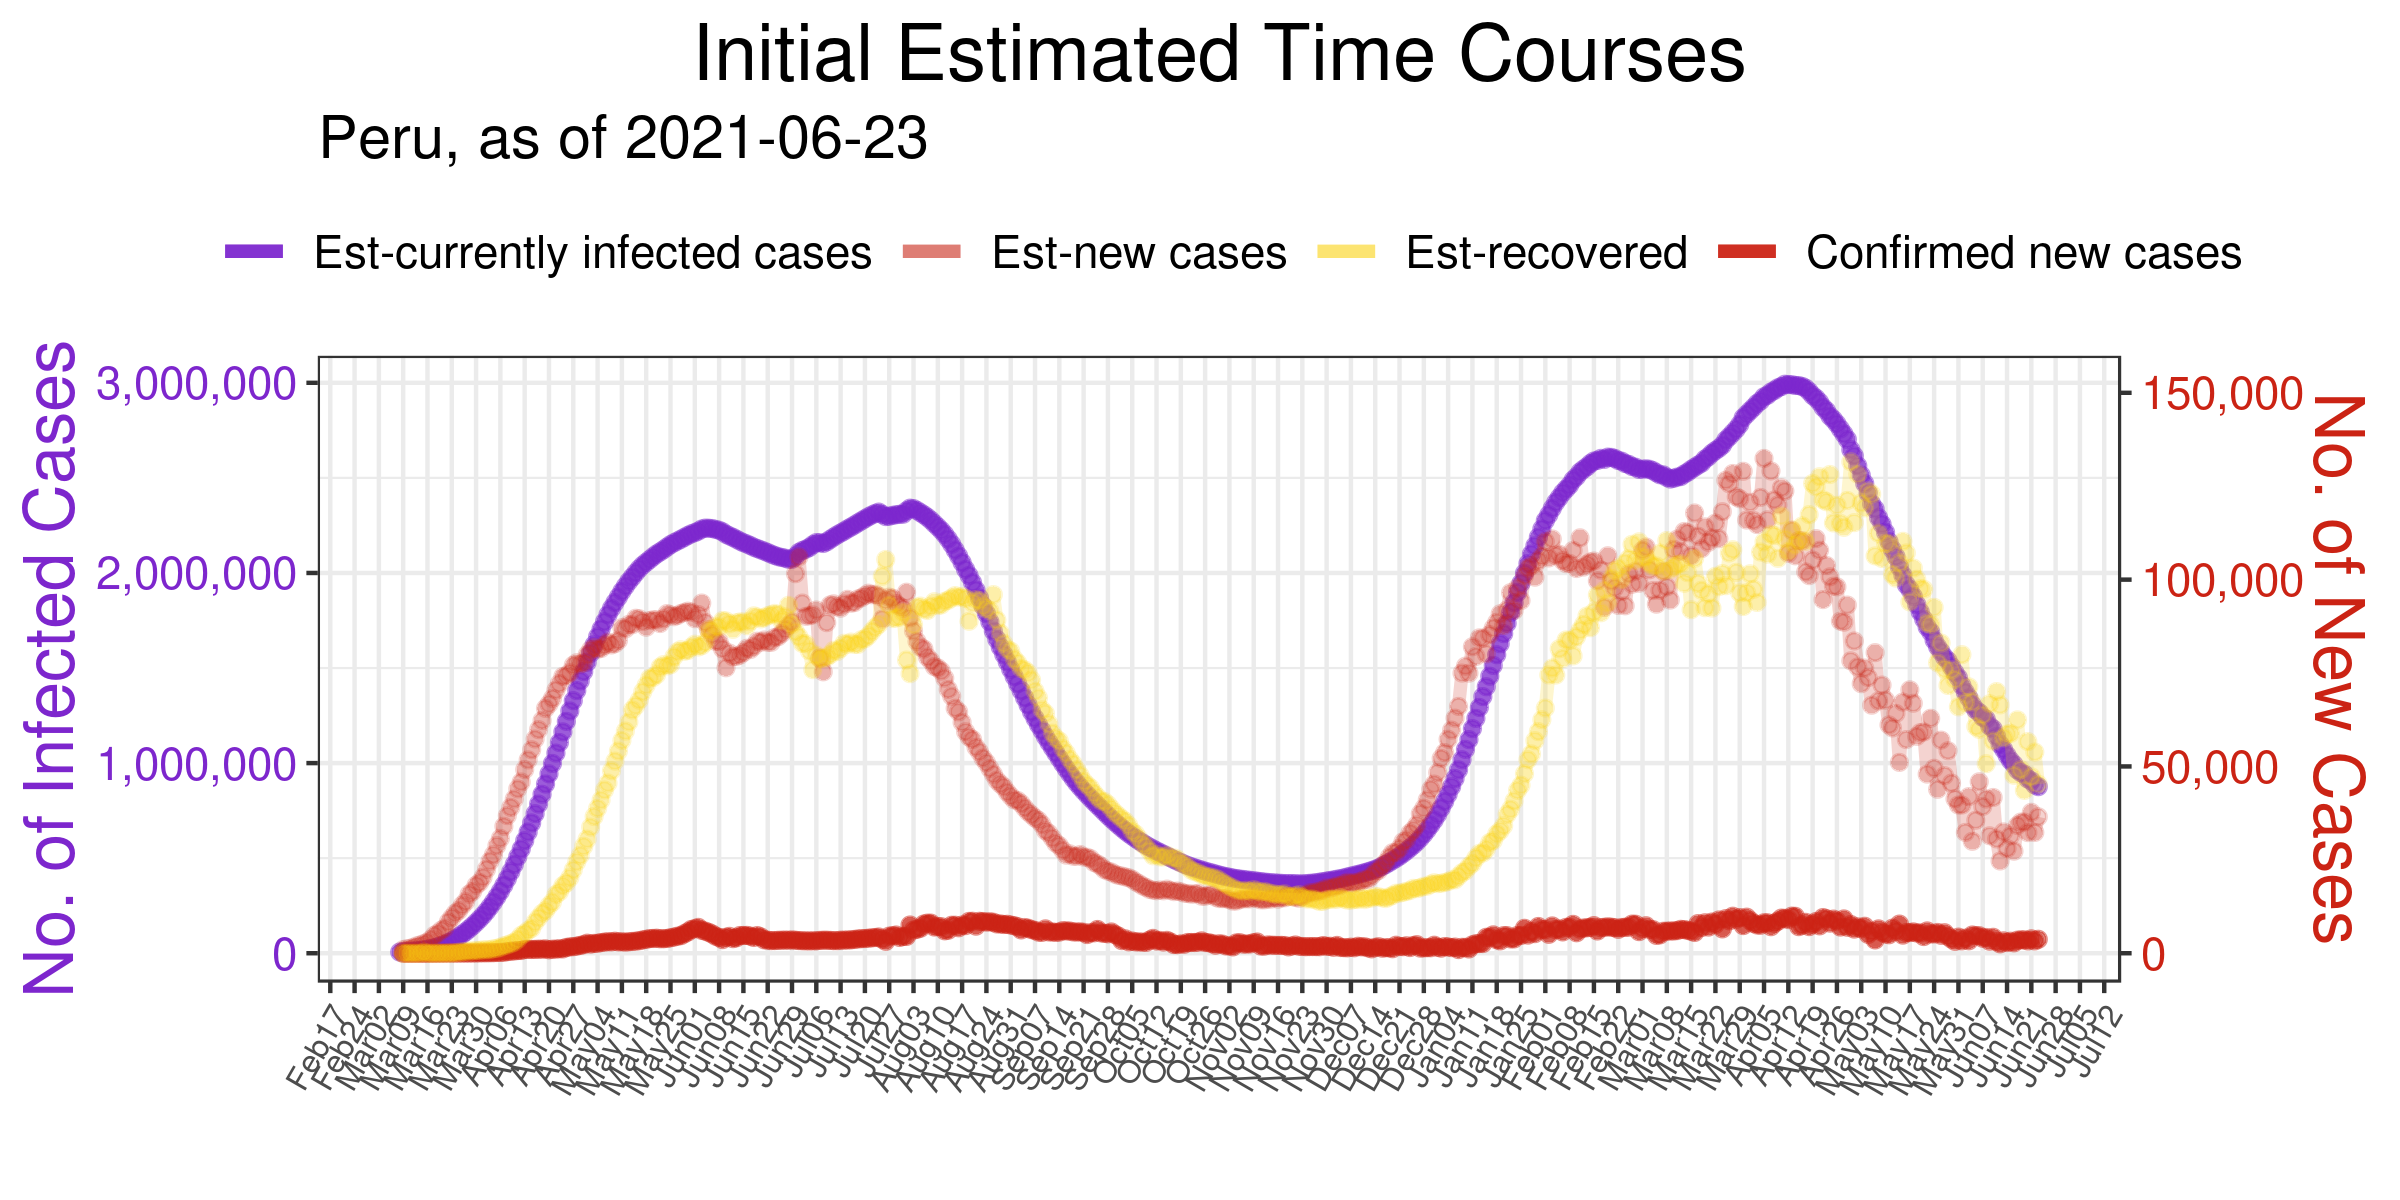 Initial Estimated Time Courses
Peru, as of 2021-06-23
Est-currently infected cases
Est-new cases
Est-recovered
Confirmed new cases
No. of Infected Cases
3,000,000
2,000,000
1,000,000
0
150,000
100,000
50,000
0
No. of New Cases
Feb17
Feb24
Mar02
Mar09
Mar16
Mar23
Mar30
Apr06
Apr13
Apr20
Apr27
May04
May11
May18
May25
Jun01
Jun08
Jun15
Jun22
Jun29
Jul06
Jul13
Jul20
Jul27
Aug03
Aug10
Aug17
Aug24
Aug31
Sep07
Sep14
Sep21
Sep28
Oct05
Oct12
Oct19
Oct26
Nov02
Nov09
Nov16
Nov23
Nov30
Dec07
Dec14
Dec21
Dec28
Jan04
Jan11
Jan18
Jan25
Feb01
Feb08
Feb15
Feb22
Mar01
Mar08
Mar15
Mar22
Mar29
Apr05
Apr12
Apr19
Apr26
May03
May10
May17
May24
May31
Jun07
Jun14
Jun21
Jun28
Jul05
Jul12